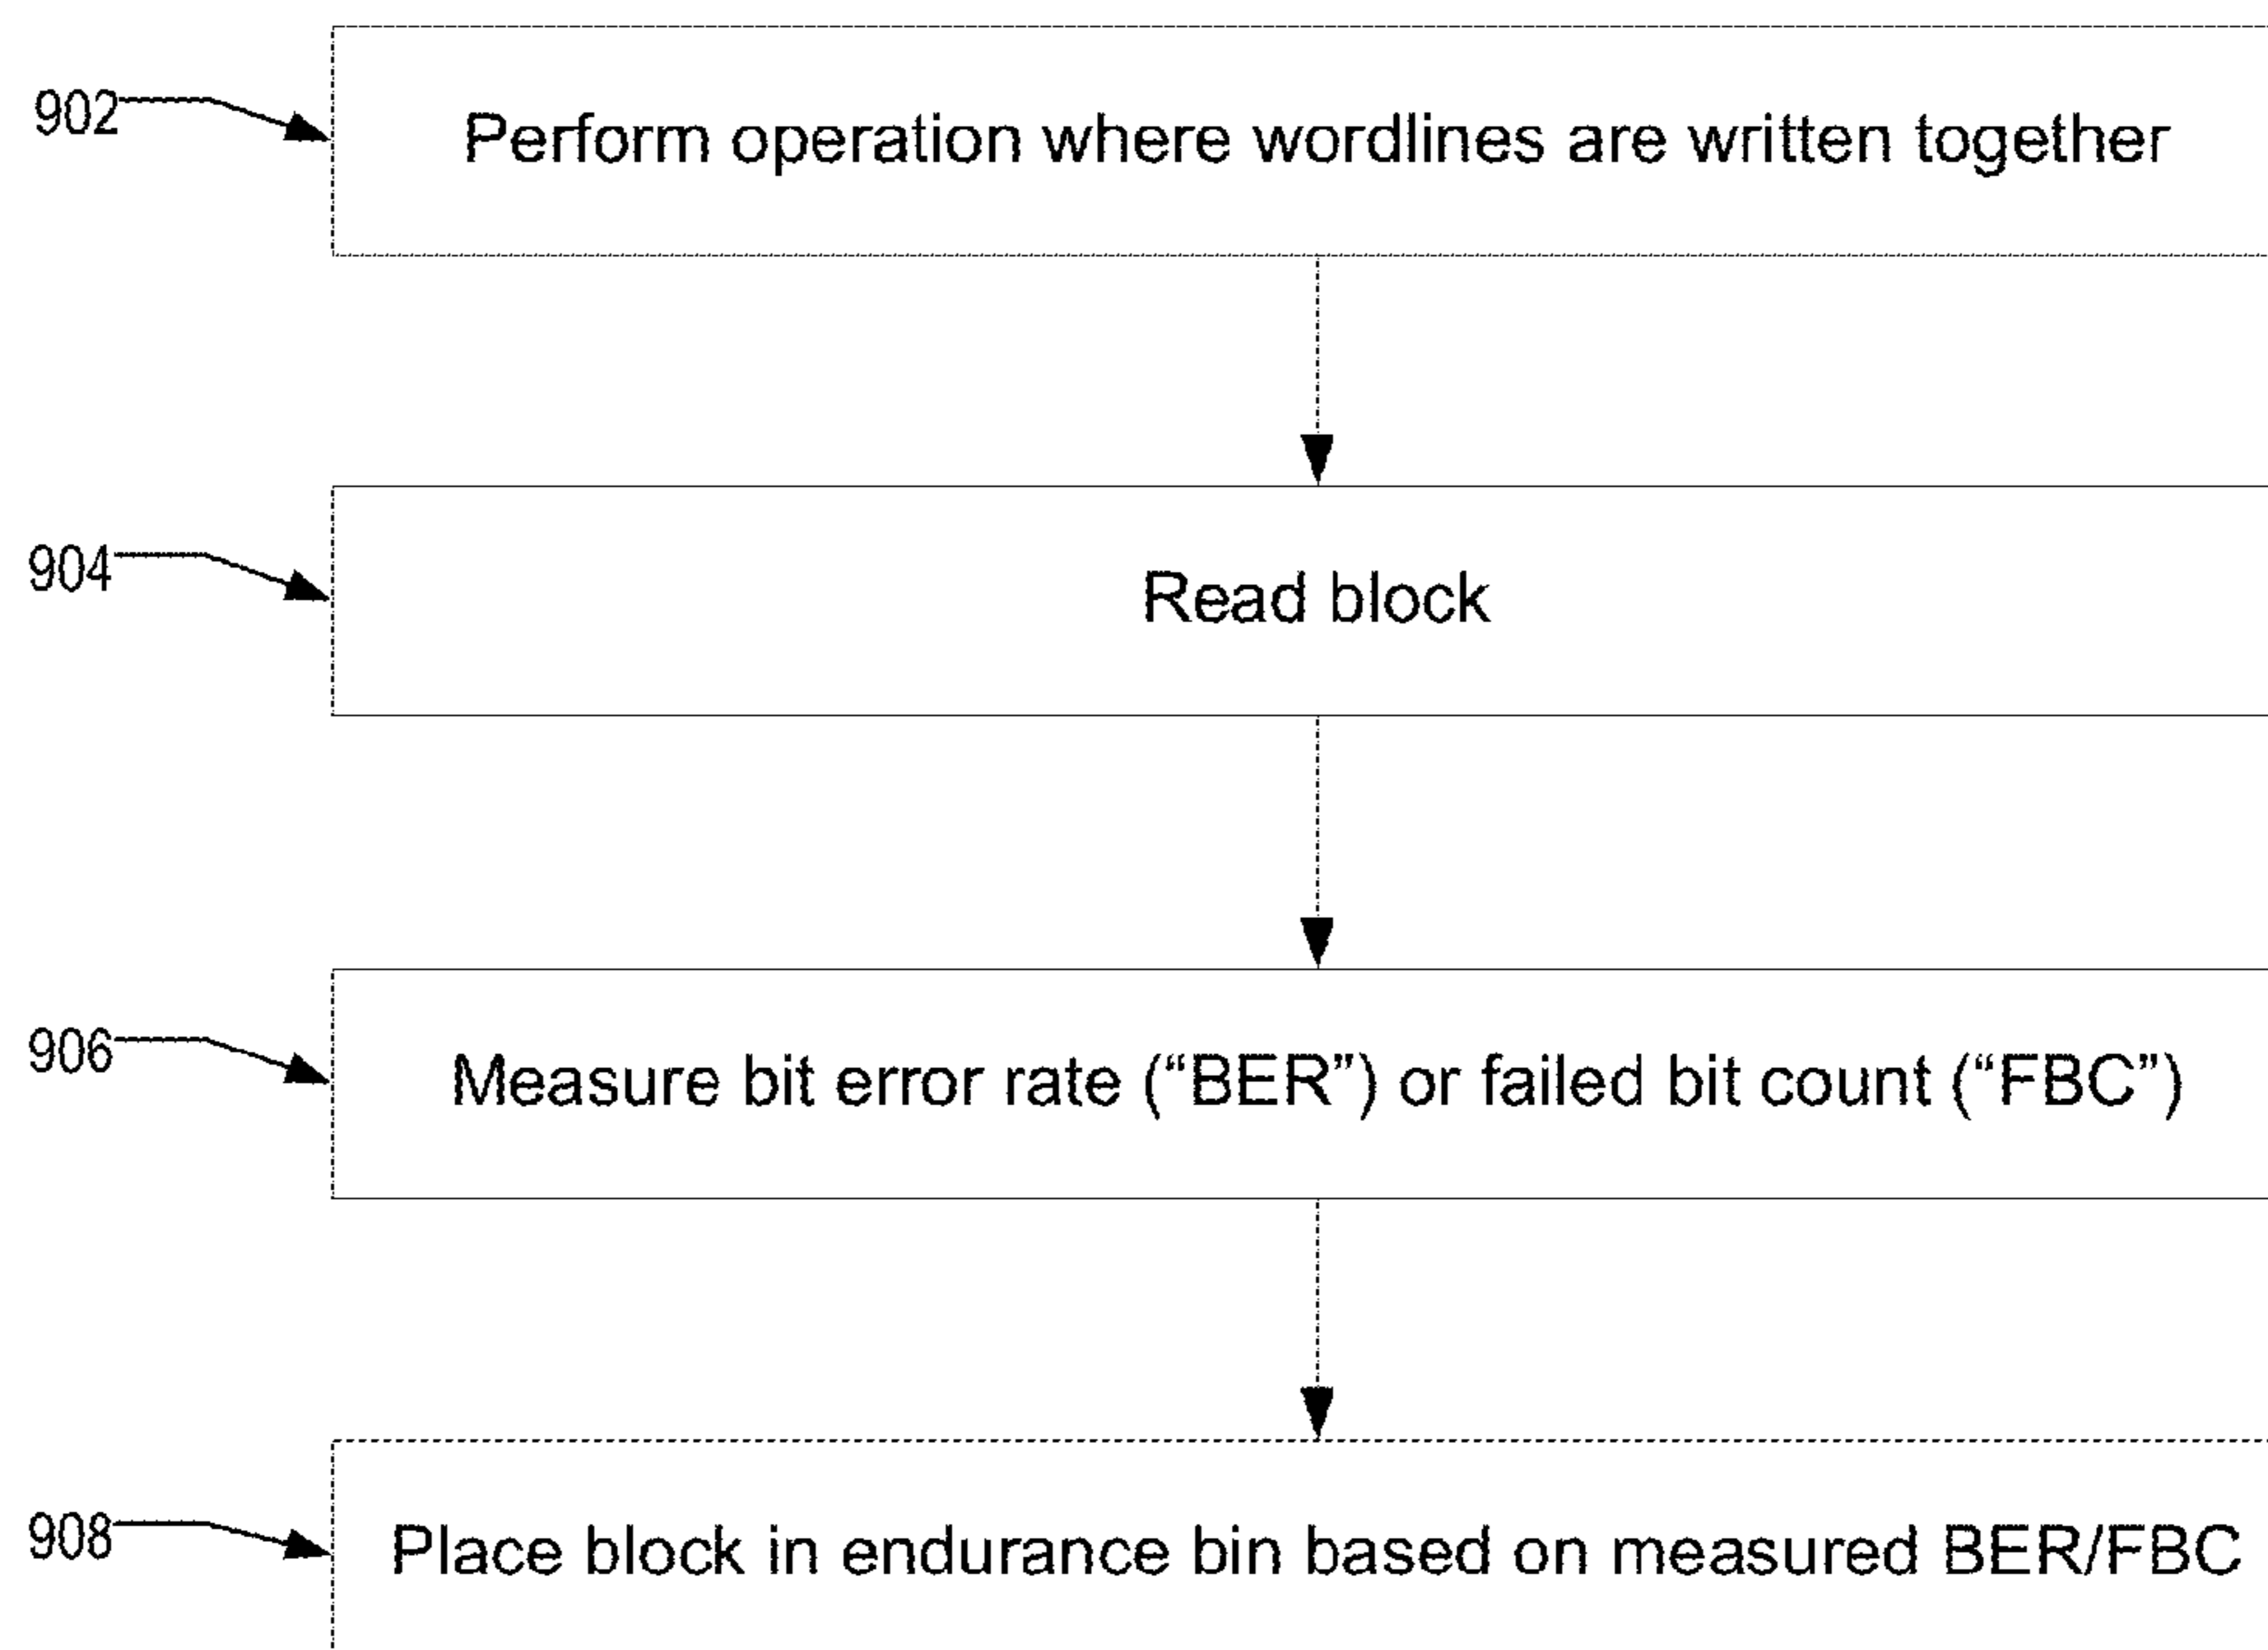 902
Perform operation where wordlines are written together
904
Read block
906
Measure bit error rate (“BER”) or failed bit count (“FBC”)
908
Place block in endurance bin based on measured BER/FBC